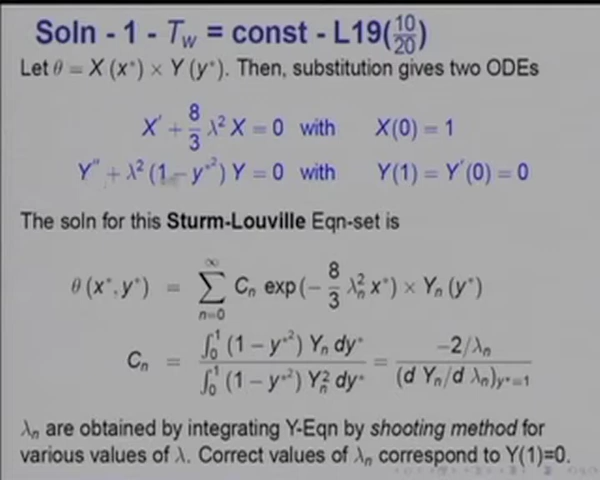 Soln - 1 - T_w = const - L19(10/20)
Let θ = X (x*) × Y (y*). Then, substitution gives two ODEs
X′ + 8/3 λ² X = 0 with X(0) = 1
Y″ + λ² (1 − y*²) Y = 0 with Y(1) = Y′(0) = 0
The soln for this Sturm-Louville Eqn-set is
θ (x*, y*) = ∑_{n=0}^{∞} C_n exp(− 8/3 λ_n² x*) × Y_n (y*)
C_n = ∫₀¹ (1 − y*²) Y_n dy* / ∫₀¹ (1 − y*²) Y_n² dy* = −2/λ_n / (d Y_n/d λ_n)_{y*=1}
λ_n are obtained by integrating Y-Eqn by shooting method for
various values of λ. Correct values of λ_n correspond to Y(1)=0.